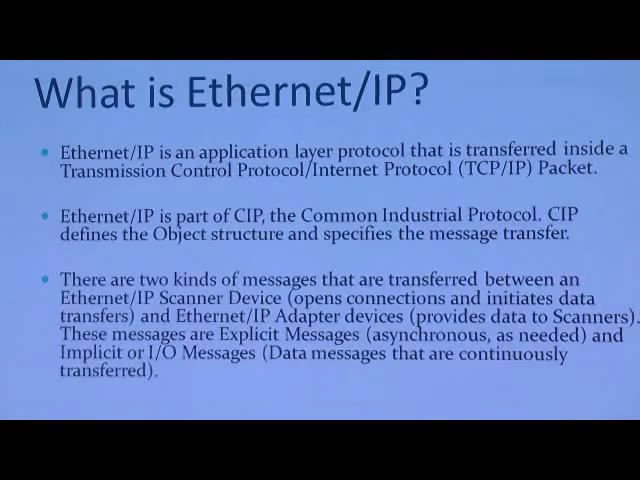 What is Ethernet/IP?
• Ethernet/IP is an application layer protocol that is transferred inside a
Transmission Control Protocol/Internet Protocol (TCP/IP) Packet.
• Ethernet/IP is part of CIP, the Common Industrial Protocol. CIP
defines the Object structure and specifies the message transfer.
• There are two kinds of messages that are transferred between an
Ethernet/IP Scanner Device (opens connections and initiates data
transfers) and Ethernet/IP Adapter devices (provides data to Scanners).
These messages are Explicit Messages (asynchronous, as needed) and
Implicit or I/O Messages (Data messages that are continuously
transferred).